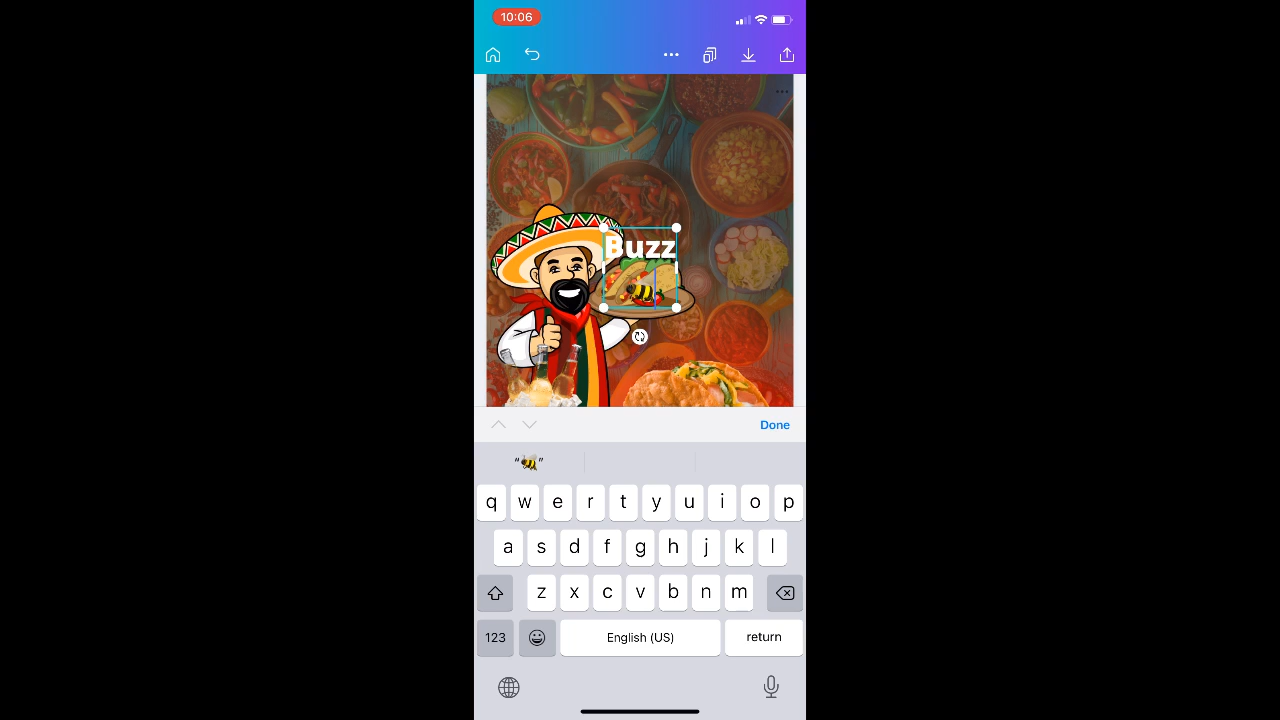 10:06
Buzz
🐝
Done
"🐝"
q w e r t y u i o p
a s d f g h j k l
z x c v b n m
123 English (US) return